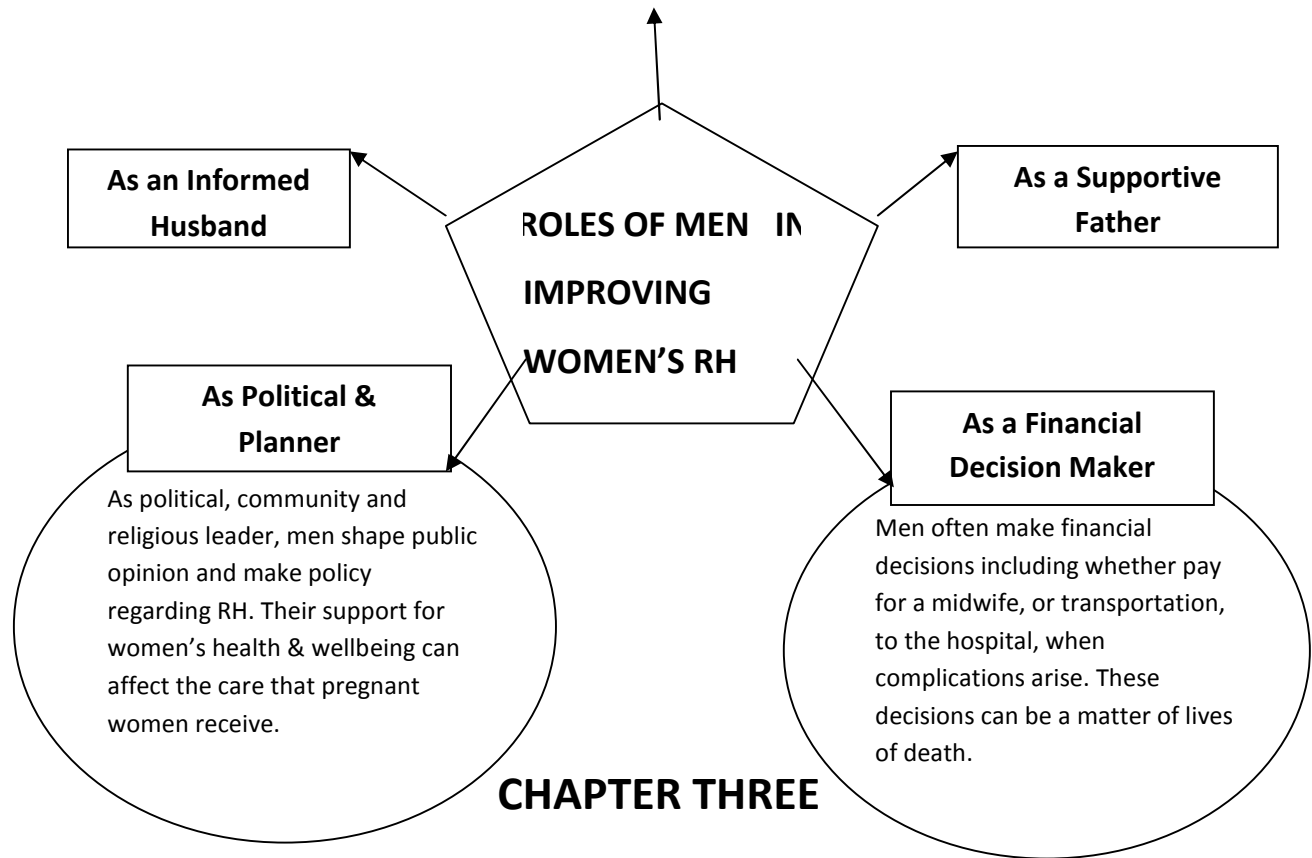 As an Informed
Husband
As a Supportive
Father
ROLES OF MEN IN
IMPROVING
WOMEN’S RH
As Political &
Planner
As political, community and
religious leader, men shape public
opinion and make policy
regarding RH. Their support for
women’s health & wellbeing can
affect the care that pregnant
women receive.
As a Financial
Decision Maker
Men often make financial
decisions including whether pay
for a midwife, or transportation,
to the hospital, when
complications arise. These
decisions can be a matter of lives
of death.
CHAPTER THREE